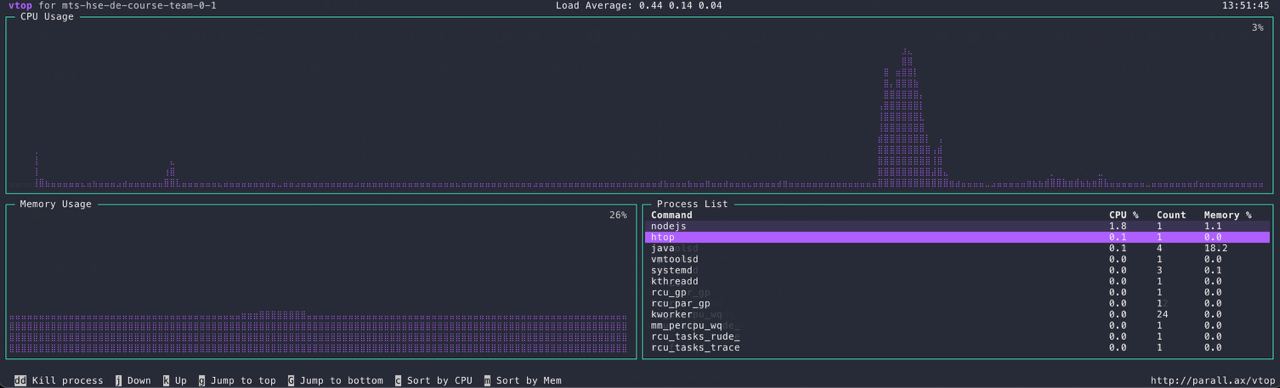 vtop for mts-hse-de-course-team-0-1 Load Average: 0.44 0.14 0.04 13:51:45
CPU Usage
3%
Memory Usage
26%
Process List
Command CPU % Count Memory %
nodejs 1.8 1 1.1
htop 0.1 1 0.0
java 0.1 4 18.2
vmtoolsd 0.0 1 0.0
systemd 0.0 3 0.1
kthreadd 0.0 1 0.0
rcu_gp 0.0 1 0.0
rcu_par_gp 0.0 1 0.0
kworker 0.0 24 0.0
mm_percpu_wq 0.0 1 0.0
rcu_tasks_rude_ 0.0 1 0.0
rcu_tasks_trace 0.0 1 0.0
dd Kill process j Down k Up g Jump to top G Jump to bottom c Sort by CPU m Sort by Mem http://parall.ax/vtop